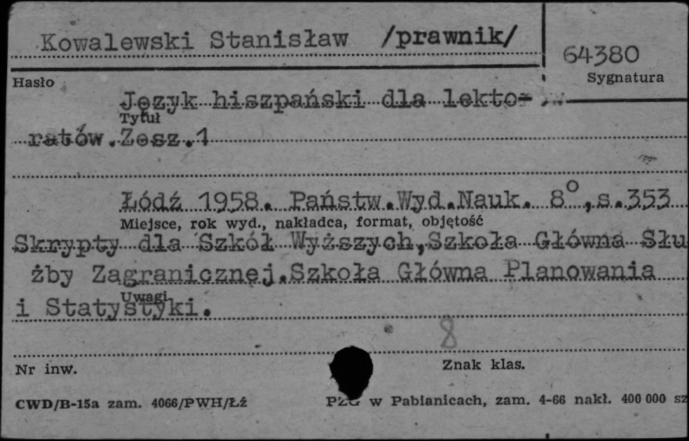 Kowalewski Stanisław /prawnik/
64380
Hasło
Sygnatura
Język hiszpański dla lekto-
Tytuł
ratów.Zesz.1
Łódź 1958. Państw.Wyd.Nauk. 8°,s.353
Miejsce, rok wyd., nakładca, format, objętość
Skrypty dla Szkół Wyższych,Szkoła Główna Słu
żby Zagranicznej.Szkoła Główna Planowania
Uwagi
i Statystyki.
8
Nr inw.
Znak klas.
CWD/B-15a zam. 4066/PWH/Łź
PZG w Pabianicach, zam. 4-66 nakł. 400 000 sz